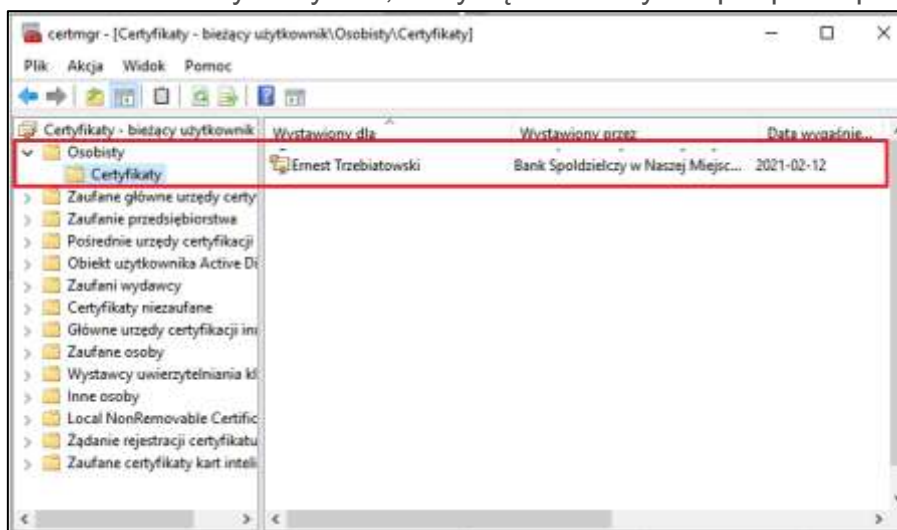 certmgr - [Certyfikaty - bieżący użytkownik\Osobisty\Certyfikaty]
Plik Akcja Widok Pomoc
Certyfikaty - bieżący użytkownik
Osobisty
Certyfikaty
Zaufane główne urzędy certy
Zaufanie przedsiębiorstwa
Pośrednie urzędy certyfikacji
Obiekt użytkownika Active Di
Zaufani wydawcy
Certyfikaty niezaufane
Główne urzędy certyfikacji inn
Zaufane osoby
Wystawcy uwierzytelniania kl
Inne osoby
Local NonRemovable Certific
Żądanie rejestracji certyfikatu
Zaufane certyfikaty kart inteli
Wystawiony dla Wystawiony przez Data wygaśnie...
Ernest Trzebiatowski Bank Spoldzielczy w Naszej Miejsc... 2021-02-12